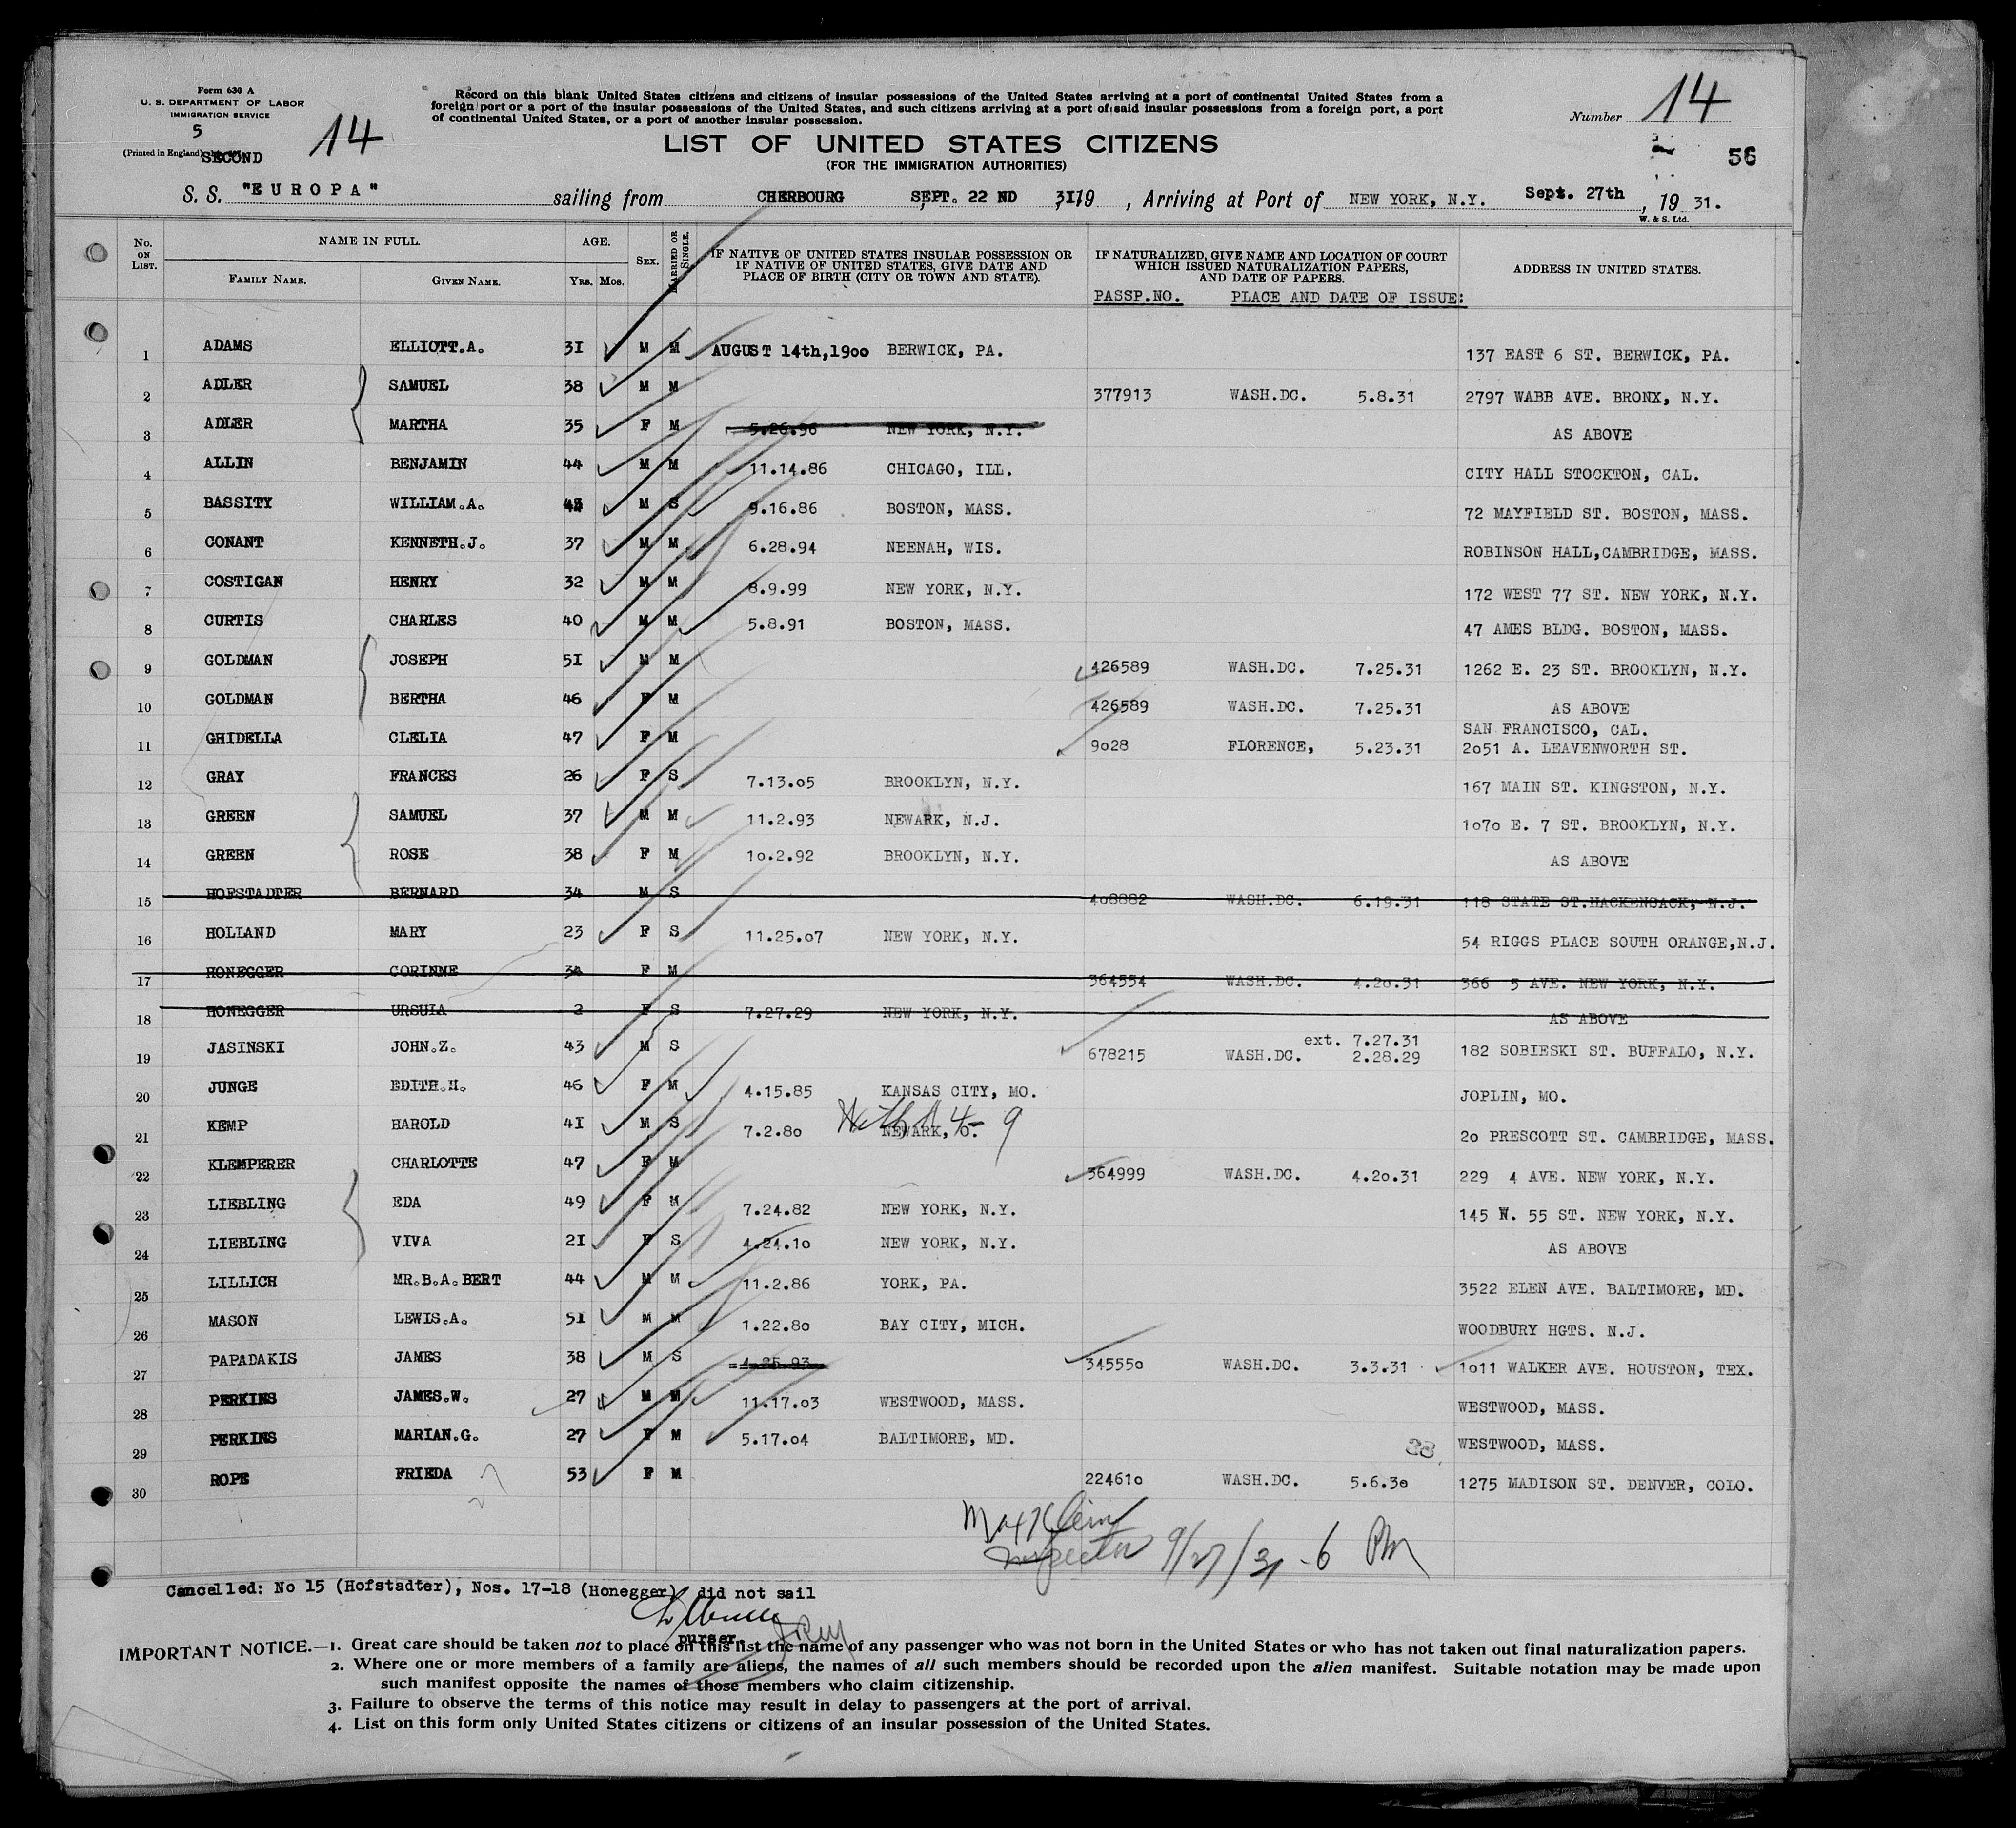 Form 630 A
U. S. DEPARTMENT OF LABOR
IMMIGRATION SERVICE
5
(Printed in England)
SECOND
14
Record on this blank United States citizens and citizens of insular possessions of the United States arriving at a port of continental United States from a
foreign port or a port of the insular possessions of the United States, and such citizens arriving at a port of said insular possessions from a foreign port, a port
of continental United States, or a port of another insular possession.
LIST OF UNITED STATES CITIZENS
(FOR THE IMMIGRATION AUTHORITIES)
Number 14
56
S. S. "EUROPA" sailing from CHERBOURG SEPT. 22 ND 3I19, Arriving at Port of NEW YORK, N.Y. Sept. 27th, 19 31.
W. & S. Ltd.
No. ON LIST. NAME IN FULL. FAMILY NAME. GIVEN NAME. AGE. YRS. MOS. SEX. MARRIED OR SINGLE.
IF NATIVE OF UNITED STATES INSULAR POSSESSION OR
IF NATIVE OF UNITED STATES, GIVE DATE AND
PLACE OF BIRTH (CITY OR TOWN AND STATE).
IF NATURALIZED, GIVE NAME AND LOCATION OF COURT
WHICH ISSUED NATURALIZATION PAPERS,
AND DATE OF PAPERS.
PASSP.NO. PLACE AND DATE OF ISSUE:
ADDRESS IN UNITED STATES.
1 ADAMS ELLIOTT.A. 3I M M AUGUST 14th,1900 BERWICK, PA. 137 EAST 6 ST. BERWICK, PA.
2 ADLER SAMUEL 38 M M 377913 WASH.DC. 5.8.31 2797 WABB AVE. BRONX, N.Y.
3 ADLER MARTHA 35 F M 5.26.96 NEW YORK, N.Y. AS ABOVE
4 ALLIN BENJAMIN 44 M M 11.14.86 CHICAGO, ILL. CITY HALL STOCKTON, CAL.
5 BASSITY WILLIAM.A. M S 9.16.86 BOSTON, MASS. 72 MAYFIELD ST. BOSTON, MASS.
6 CONANT KENNETH.J. 37 M M 6.28.94 NEENAH, WIS. ROBINSON HALL,CAMBRIDGE, MASS.
7 COSTIGAN HENRY 32 M M 8.9.99 NEW YORK, N.Y. 172 WEST 77 ST. NEW YORK, N.Y.
8 CURTIS CHARLES 40 M M 5.8.91 BOSTON, MASS. 47 AMES BLDG. BOSTON, MASS.
9 GOLDMAN JOSEPH 5I M M 426589 WASH.DC. 7.25.31 1262 E. 23 ST. BROOKLYN, N.Y.
10 GOLDMAN BERTHA 46 F M 426589 WASH.DC. 7.25.31 AS ABOVE
SAN FRANCISCO, CAL.
11 GHIDELLA CLELIA 47 F M 9028 FLORENCE, 5.23.31 2051 A. LEAVENWORTH ST.
12 GRAY FRANCES 26 F S 7.13.05 BROOKLYN, N.Y. 167 MAIN ST. KINGSTON, N.Y.
13 GREEN SAMUEL 37 M M 11.2.93 NEWARK, N.J. 1070 E. 7 ST. BROOKLYN, N.Y.
14 GREEN ROSE 38 F M 10.2.92 BROOKLYN, N.Y. AS ABOVE
15 HOFSTADTER BERNARD 34 M S 408882 WASH.DC. 6.19.31 118 STATE ST.HACKENSACK, N.J.
16 HOLLAND MARY 23 F S 11.25.07 NEW YORK, N.Y. 54 RIGGS PLACE SOUTH ORANGE,N.J.
17 HONEGGER CORINNE 34 F M 364554 WASH.DC. 4.20.31 366 5 AVE. NEW YORK, N.Y.
18 HONEGGER URSULA 2 F S 7.27.29 NEW YORK, N.Y. AS ABOVE
ext. 7.27.31
19 JASINSKI JOHN.Z. 43 M S 678215 WASH.DC. 2.28.29 182 SOBIESKI ST. BUFFALO, N.Y.
20 JUNGE EDITH.H. 46 F M 4.15.85 KANSAS CITY, MO. JOPLIN, MO.
21 KEMP HAROLD 4I M S 7.2.80 NEWARK, O. 20 PRESCOTT ST. CAMBRIDGE, MASS.
22 KLEMPERER CHARLOTTE 47 F M 364999 WASH.DC. 4.20.31 229 4 AVE. NEW YORK, N.Y.
23 LIEBLING EDA 49 F M 7.24.82 NEW YORK, N.Y. 145 W. 55 ST. NEW YORK, N.Y.
24 LIEBLING VIVA 2I F S 4.24.10 NEW YORK, N.Y. AS ABOVE
25 LILLICH MR.B.A.BERT 44 M M 11.2.86 YORK, PA. 3522 ELEN AVE. BALTIMORE, MD.
26 MASON LEWIS.A. 5I M M 1.22.80 BAY CITY, MICH. WOODBURY HGTS. N.J.
27 PAPADAKIS JAMES 38 M S 4.25.93 345550 WASH.DC. 3.3.31 1011 WALKER AVE. HOUSTON, TEX.
28 PERKINS JAMES.W. 27 M M 11.17.03 WESTWOOD, MASS. WESTWOOD, MASS.
29 PERKINS MARIAN.G. 27 F M 5.17.04 BALTIMORE, MD. WESTWOOD, MASS.
30 ROPE FRIEDA 53 F M 224610 WASH.DC. 5.6.30 1275 MADISON ST. DENVER, COLO.
Max Klein
Inspector 9/27/31 - 6 PM
Cancelled: No 15 (Hofstadter), Nos. 17-18 (Honegger) did not sail
purser
IMPORTANT NOTICE.—1. Great care should be taken not to place on this list the name of any passenger who was not born in the United States or who has not taken out final naturalization papers.
2. Where one or more members of a family are aliens, the names of all such members should be recorded upon the alien manifest. Suitable notation may be made upon
such manifest opposite the names of those members who claim citizenship.
3. Failure to observe the terms of this notice may result in delay to passengers at the port of arrival.
4. List on this form only United States citizens or citizens of an insular possession of the United States.